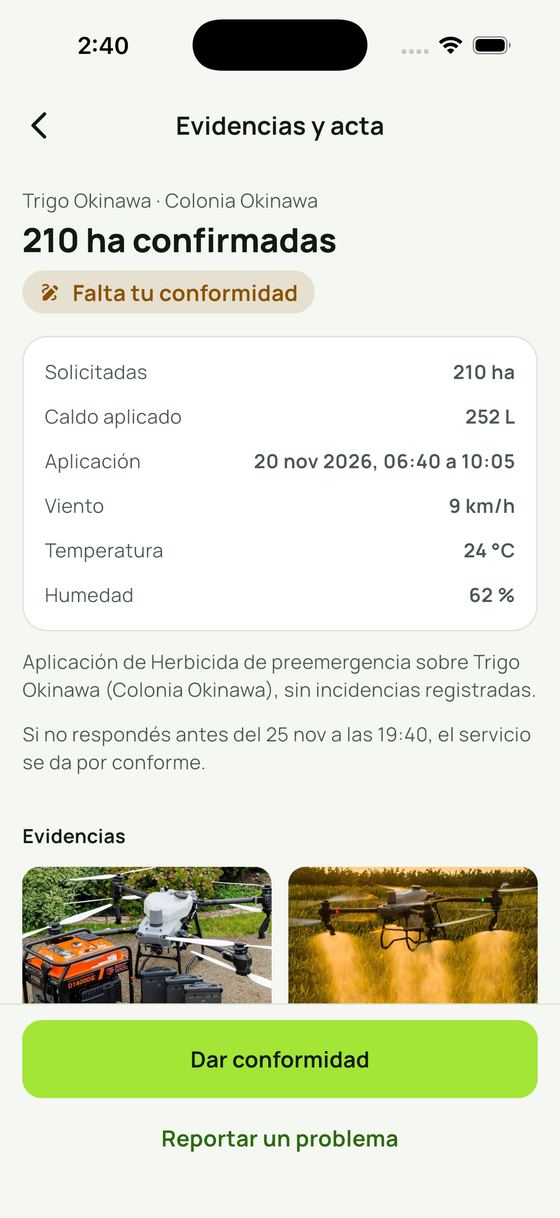 2:40
Evidencias y acta
Trigo Okinawa · Colonia Okinawa
210 ha confirmadas
Falta tu conformidad
Solicitadas 210 ha
Caldo aplicado 252 L
Aplicación 20 nov 2026, 06:40 a 10:05
Viento 9 km/h
Temperatura 24 °C
Humedad 62 %
Aplicación de Herbicida de preemergencia sobre Trigo
Okinawa (Colonia Okinawa), sin incidencias registradas.
Si no respondés antes del 25 nov a las 19:40, el servicio
se da por conforme.
Evidencias
D14000iE
Dar conformidad
Reportar un problema